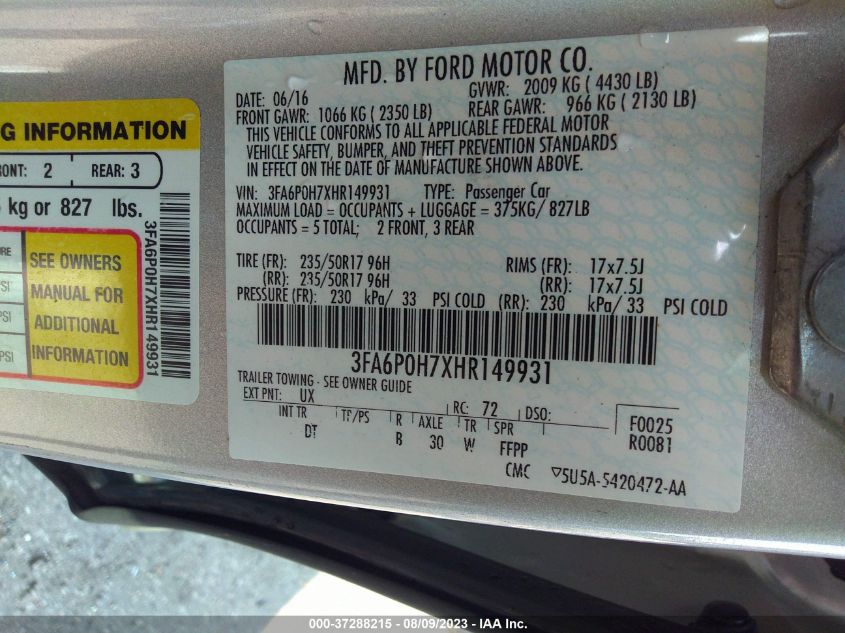 G INFORMATION
ONT: 2 REAR: 3
kg or 827 lbs.
SEE OWNERS
MANUAL FOR
ADDITIONAL
INFORMATION
PSI
PSI
3FA6P0H7XHR149931
MFD. BY FORD MOTOR CO.
DATE: 06/16 GVWR: 2009 KG ( 4430 LB)
FRONT GAWR: 1066 KG ( 2350 LB) REAR GAWR: 966 KG ( 2130 LB)
THIS VEHICLE CONFORMS TO ALL APPLICABLE FEDERAL MOTOR
VEHICLE SAFETY, BUMPER, AND THEFT PREVENTION STANDARDS
IN EFFECT ON THE DATE OF MANUFACTURE SHOWN ABOVE.
VIN: 3FA6P0H7XHR149931 TYPE: Passenger Car
MAXIMUM LOAD = OCCUPANTS + LUGGAGE = 375KG/ 827LB
OCCUPANTS = 5 TOTAL; 2 FRONT, 3 REAR
TIRE (FR): 235/50R17 96H RIMS (FR): 17x7.5J
(RR): 235/50R17 96H (RR): 17x7.5J
PRESSURE (FR): 230 kPa/ 33 PSI COLD (RR): 230 kPa/ 33 PSI COLD
3FA6P0H7XHR149931
TRAILER TOWING - SEE OWNER GUIDE
EXT PNT: UX RC: 72 DSO:
INT TR TP/PS R AXLE TR SPR F0025
DT B 30 W FFPP R0081
CMC ▽5U5A-5420472-AA
000-37288215 - 08/09/2023 - IAA Inc.